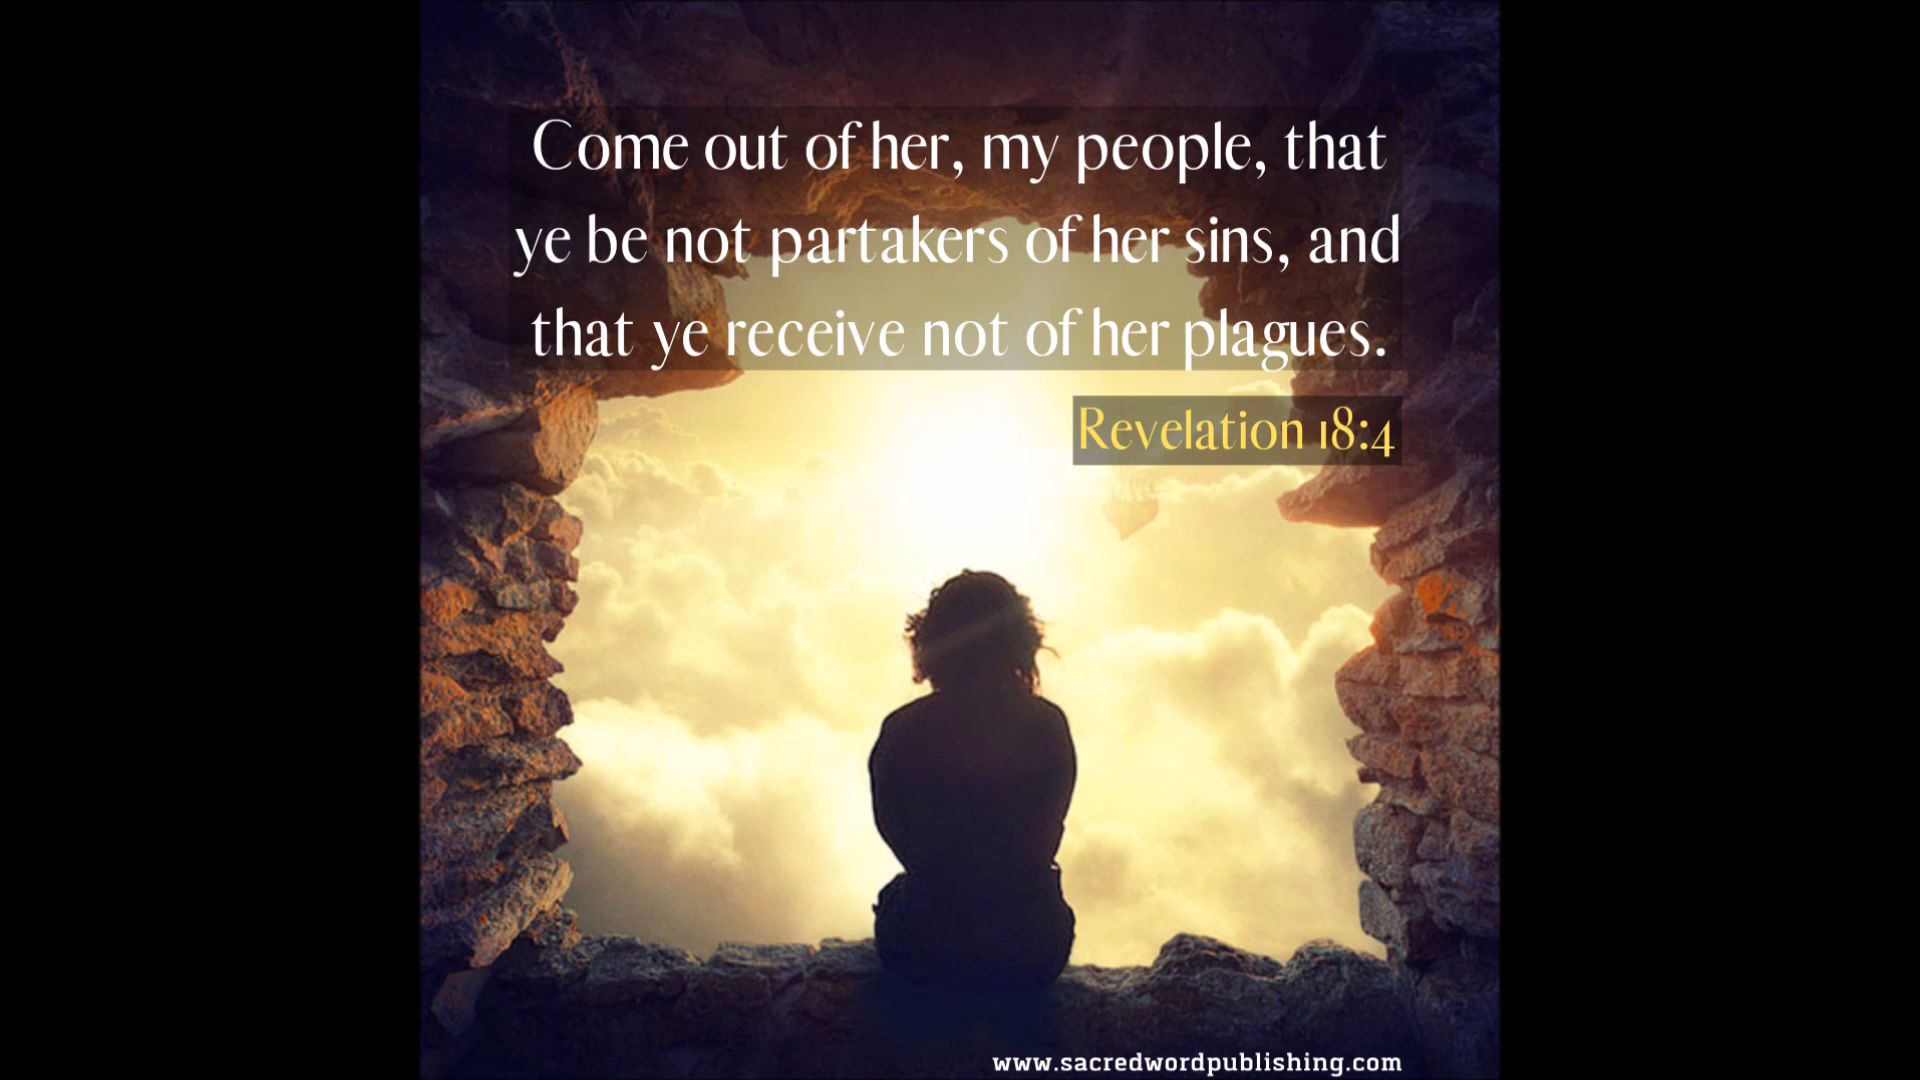 Come out of her, my people, that
ye be not partakers of her sins, and
that ye receive not of her plagues.
Revelation 18:4
www.sacredwordpublishing.com